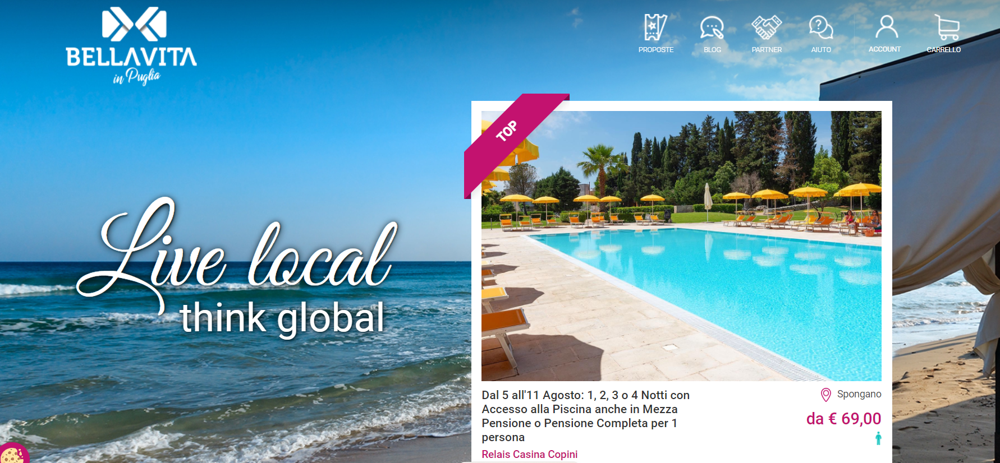 BELLAVITA
in Puglia
PROPOSTE
BLOG
PARTNER
AIUTO
ACCOUNT
CARRELLO
TOP
Live local
think global
Dal 5 all'11 Agosto: 1, 2, 3 o 4 Notti con
Accesso alla Piscina anche in Mezza
Pensione o Pensione Completa per 1
persona
Relais Casina Copini
Spongano
da € 69,00